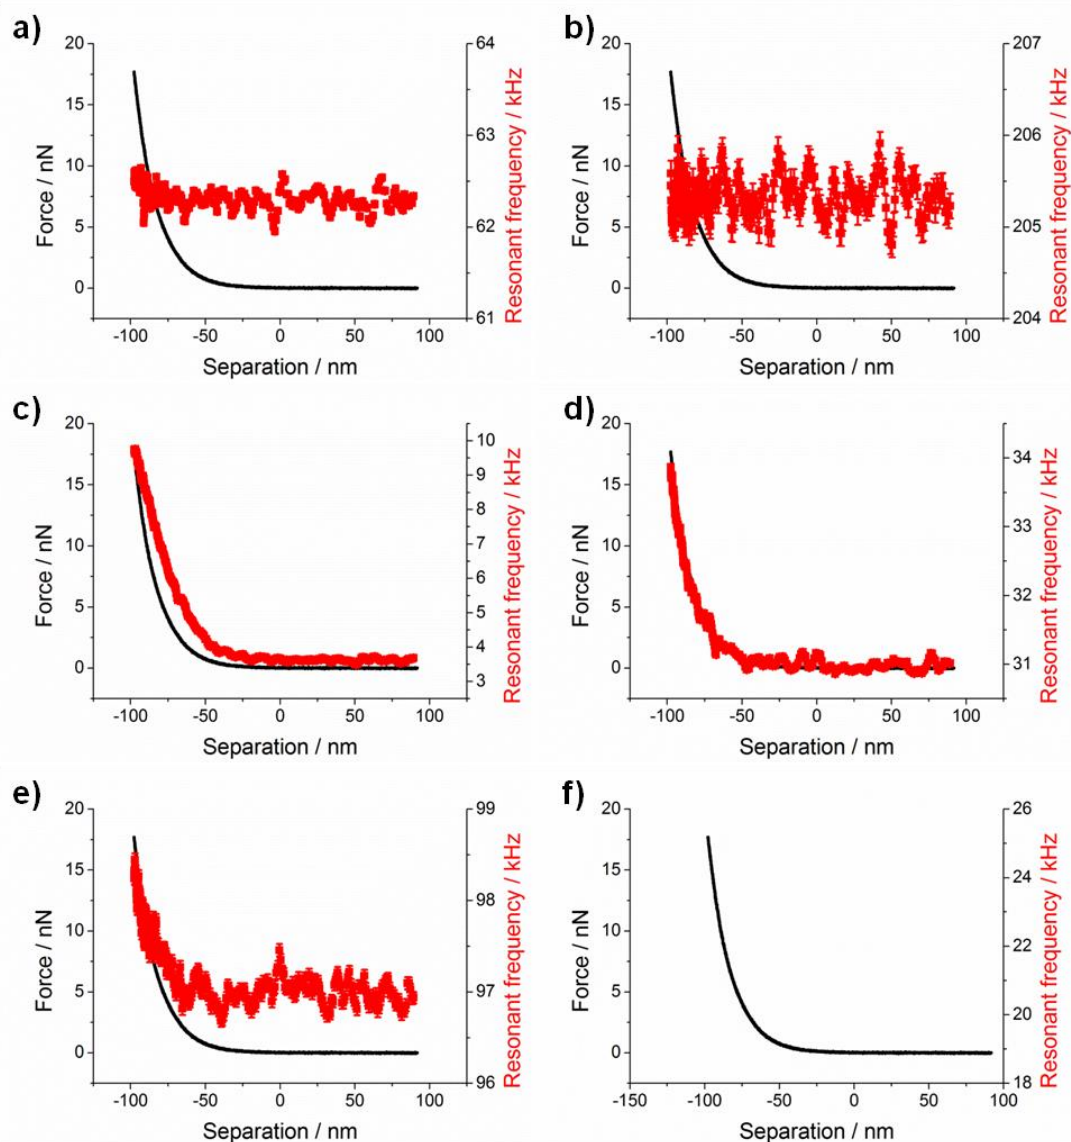 a)
20
15
10
5
0
Force / nN
64
63
62
61
Resonant frequency / kHz
-100 -50 0 50 100
Separation / nm
b)
20
15
10
5
0
Force / nN
207
206
205
204
Resonant frequency / kHz
-100 -50 0 50 100
Separation / nm
c)
20
15
10
5
0
Force / nN
10
9
8
7
6
5
4
3
Resonant frequency / kHz
-100 -50 0 50 100
Separation / nm
d)
20
15
10
5
0
Force / nN
34
33
32
31
Resonant frequency / kHz
-150 -100 -50 0 50 100
Separation / nm
e)
20
15
10
5
0
Force / nN
99
98
97
96
Resonant frequency / kHz
-100 -50 0 50 100
Separation / nm
f)
20
15
10
5
0
Force / nN
26
24
22
20
18
Resonant frequency / kHz
-150 -100 -50 0 50 100
Separation / nm